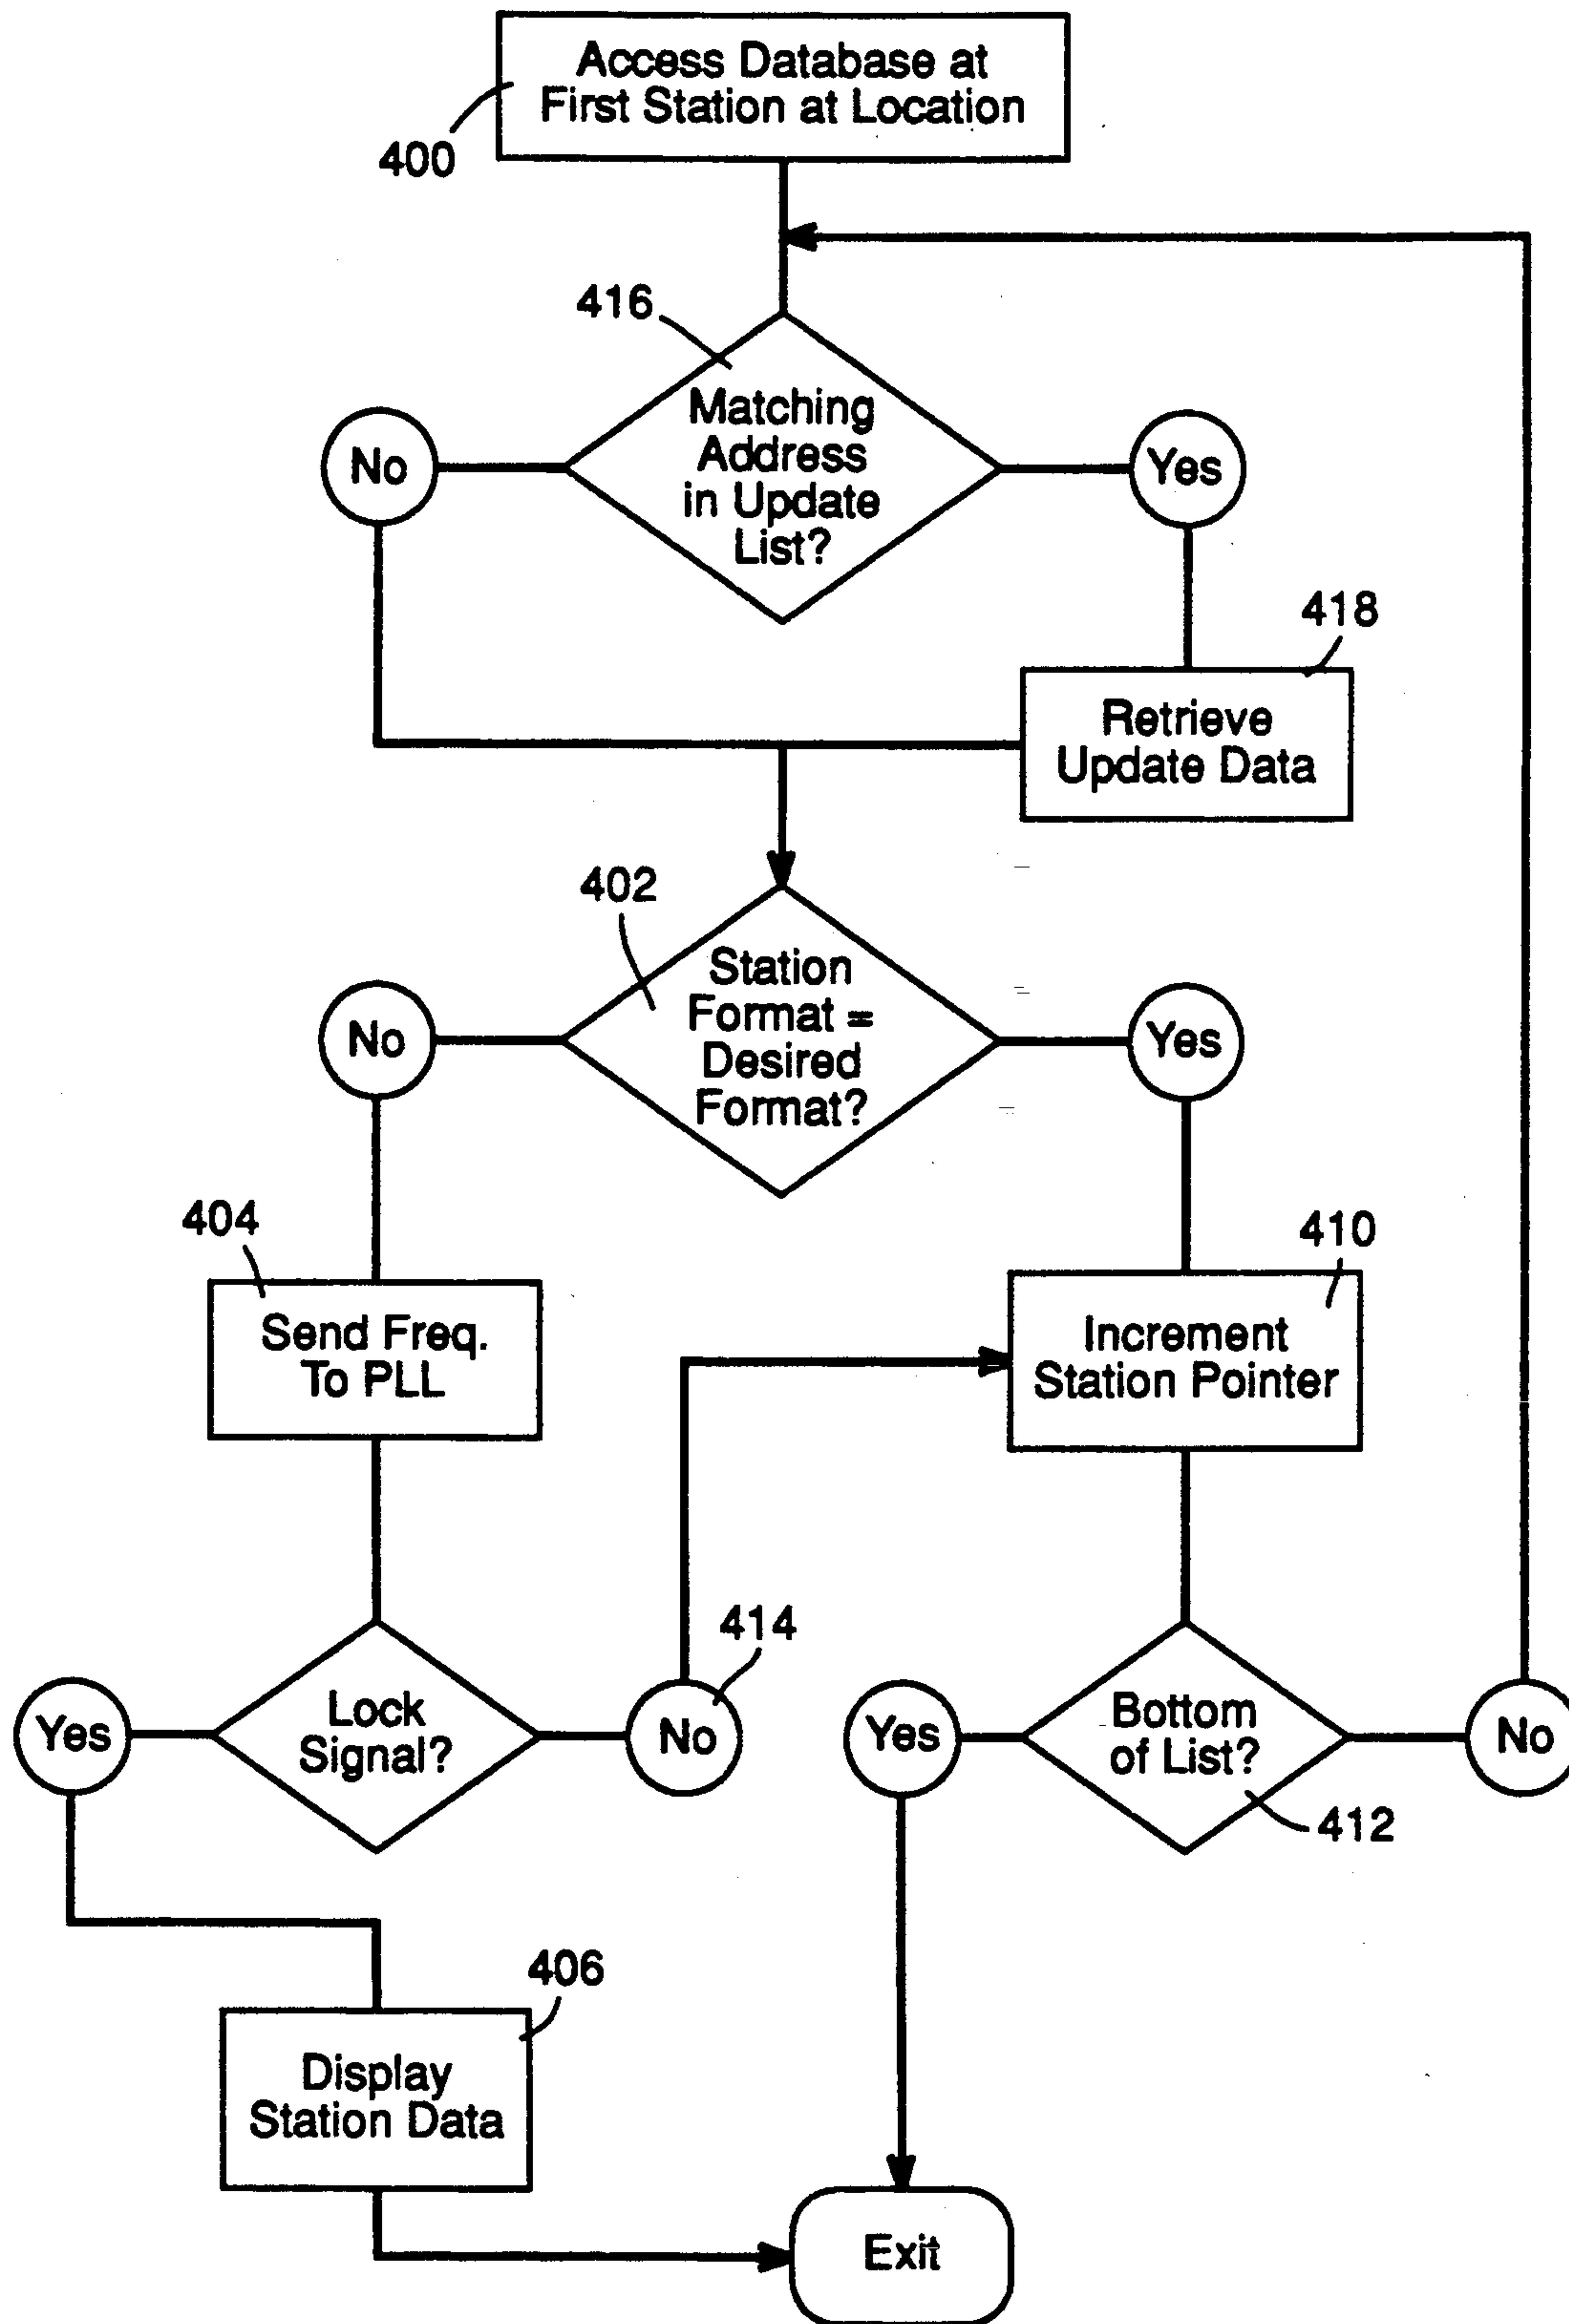 Access Database at
First Station at Location
400
416
Matching
Address
in Update
List?
No
Yes
418
Retrieve
Update Data
402
Station
Format =
Desired
Format?
No
Yes
404
Send Freq.
To PLL
410
Increment
Station Pointer
414
Yes
Lock
Signal?
No
Yes
Bottom
of List?
No
412
406
Display
Station Data
Exit